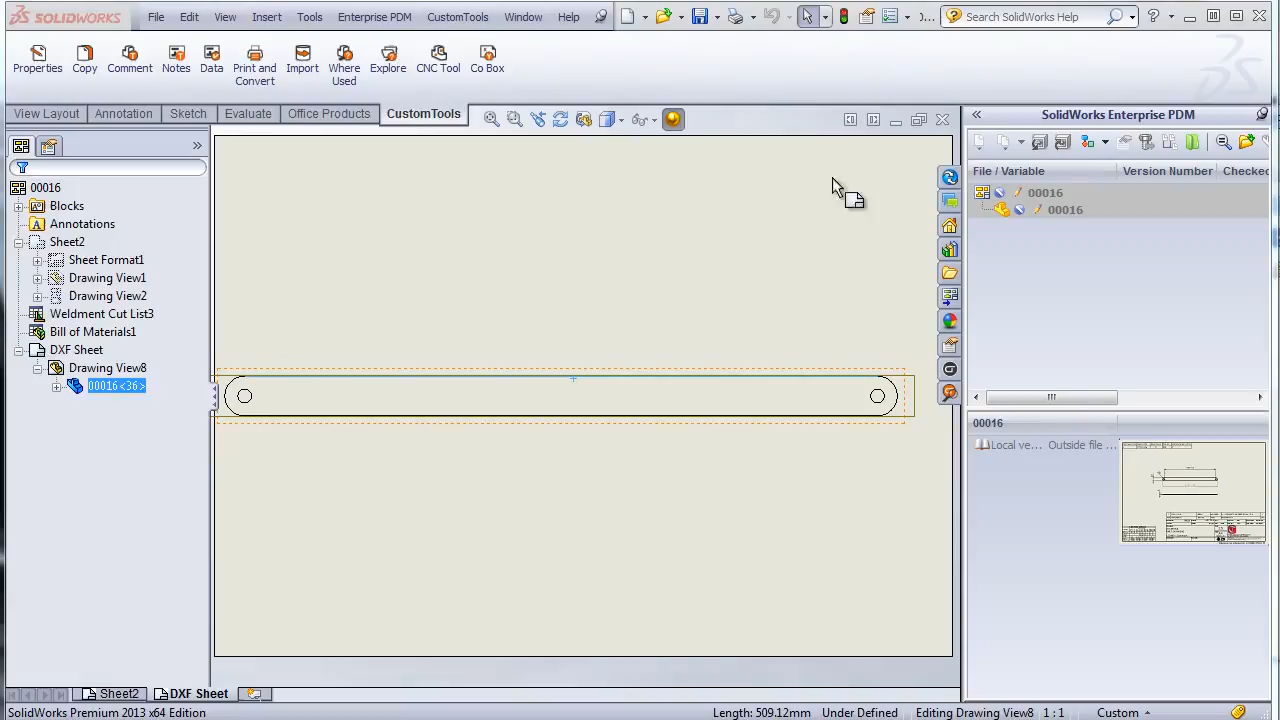 SOLIDWORKS File Edit View Insert Tools Enterprise PDM CustomTools Window Help Search SolidWorks Help
Properties Copy Comment Notes Data Print and Convert Import Where Used Explore CNC Tool Co Box
View Layout Annotation Sketch Evaluate Office Products CustomTools
SolidWorks Enterprise PDM
File / Variable Version Number Checked
00016
00016
00016
Blocks
Annotations
Sheet2
Sheet Format1
Drawing View1
Drawing View2
Weldment Cut List3
Bill of Materials1
DXF Sheet
Drawing View8
00016<36>
00016
Local ve... Outside file ...
Sheet2 DXF Sheet
SolidWorks Premium 2013 x64 Edition Length: 509.12mm Under Defined Editing Drawing View8 1 : 1 Custom